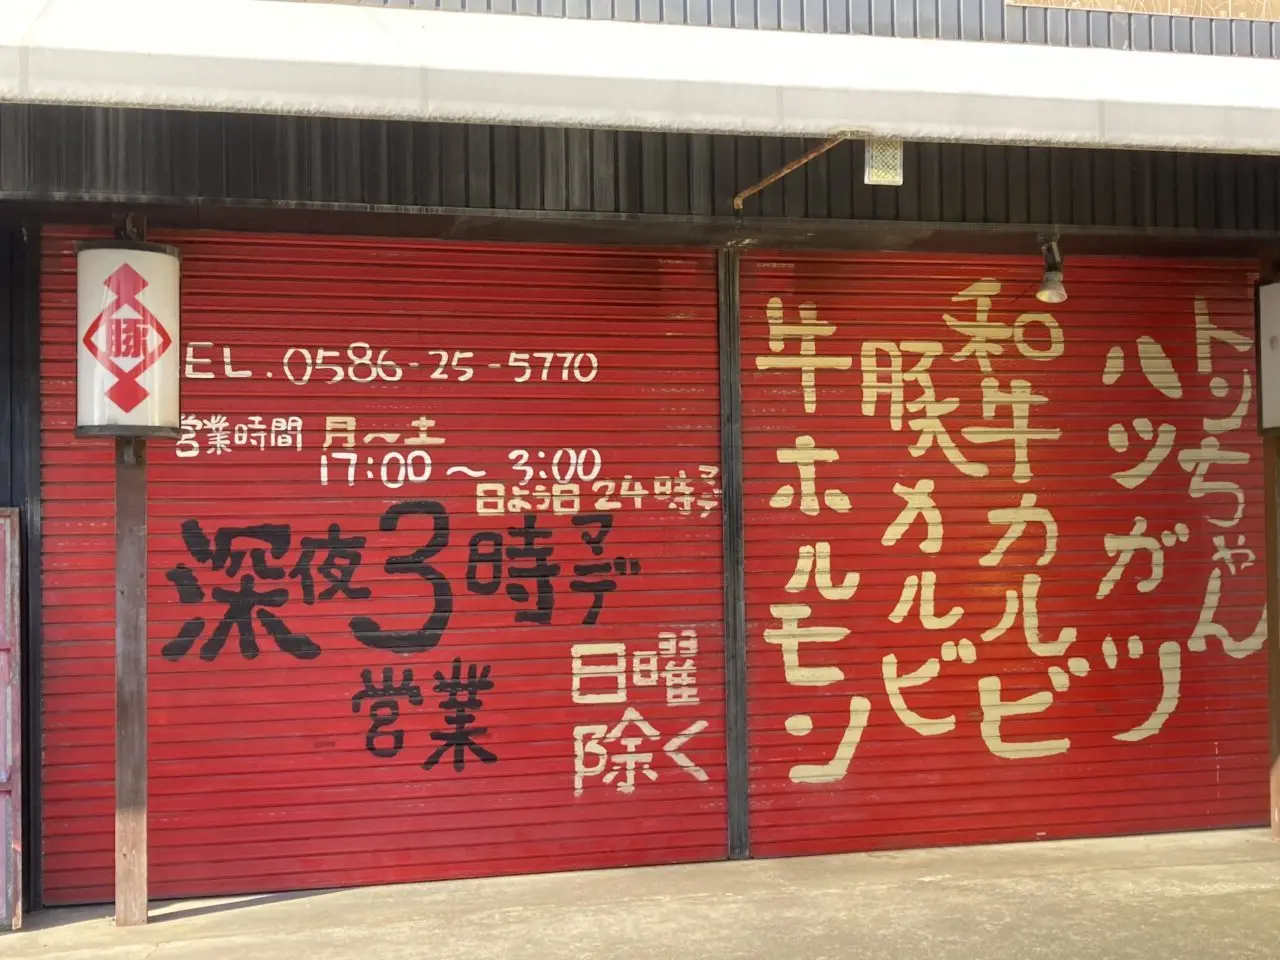 豚
EL.0586-25-5770
営業時間 月～土
17:00～3:00
日よう日24時マデ
深夜3時マデ
営業
日曜
除く
トンちゃん
ハツ ガツ
和牛カルビ
豚大カルビ
牛ホルモン